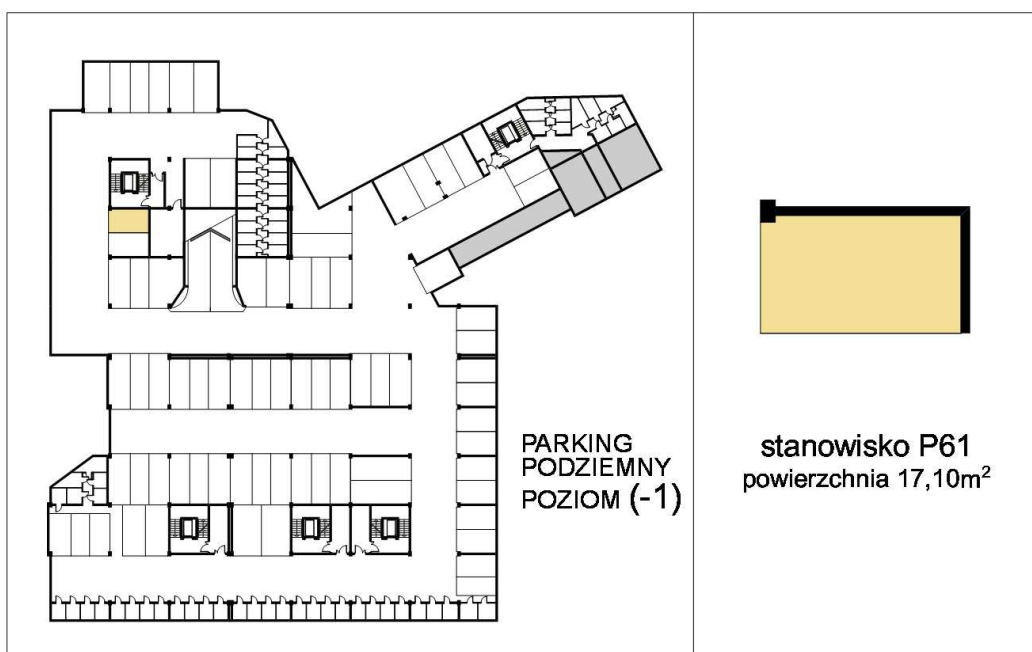 PARKING
PODZIEMNY
POZIOM (-1)
stanowisko P61
powierzchnia 17,10m²